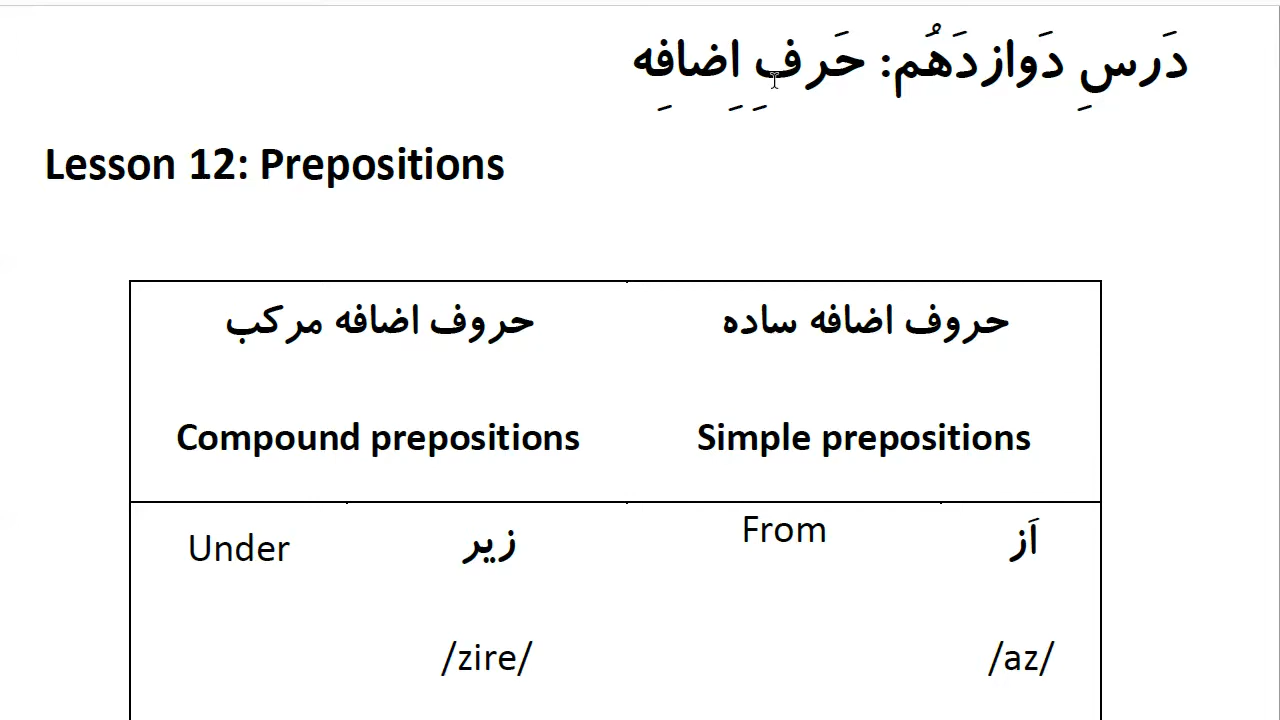 دَرسِ دَوازدَهُم: حَرفِ اِضافِه
Lesson 12: Prepositions
حروف اضافه ساده
حروف اضافه مرکب
Simple prepositions
Compound prepositions
اَز
From
زیر
Under
/az/
/zire/